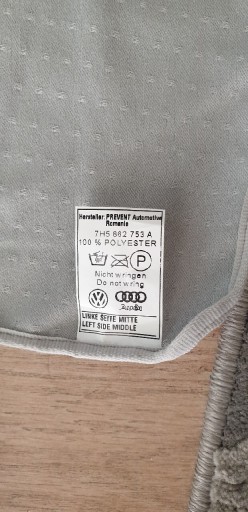 Hersteller: PREVENT Automotive
Romania
7H5 862 753 A
100 % POLYESTER
P
Nicht wringen
Do not wring
LINKE SEITE MITTE
LEFT SIDE MIDDLE